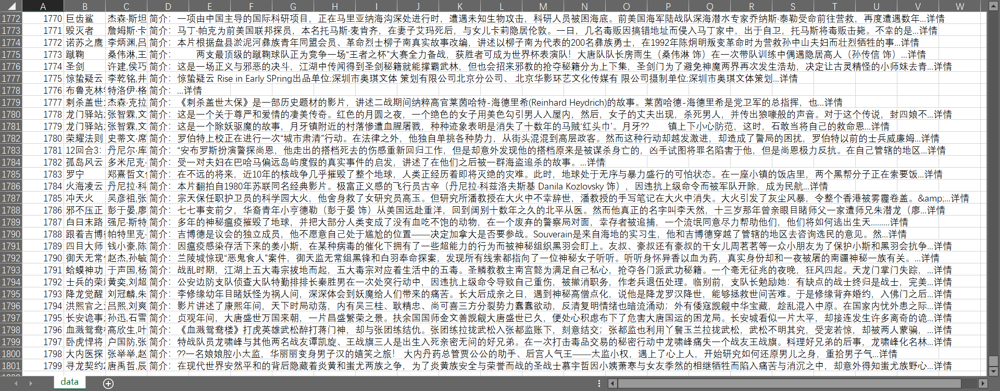 A B C D E F G H I J K L M N O P Q R S T U V W
1772 1770 巨齿鲨 杰森·斯坦 简介: 一项由中国主导的国际科研项目，正在马里亚纳海沟深处进行时，遭遇未知生物攻击，科研人员被困海底。前美国海军陆战队深海潜水专家乔纳斯·泰勒受命前往营救，再度遭遇数年...详情
1773 1771 毁灭者 詹姆斯·卡 简介: 马丁·帕克为前美国联邦探员，本名托马斯·麦肯齐，在妻子艾玛死后，与女儿卡莉隐居伦敦。一日，几名毒贩因搞错地址而侵入马丁家中，出于自卫，托马斯将毒贩击毙。不幸的是...详情
1774 1772 诺苏之鹰 李炳渊,吕 简介: 本片根据盘县淤泥河彝族青年同盟会员、革命烈士柳子南真实故事改编，讲述以柳子南为代表的200名彝族勇士，在1992年陈炯明叛变革命时为营救孙中山夫妇而壮烈牺牲的事...详情
1775 1773 蹴鞠 桑伟淋,王 简介: 两支最顶级的蹴鞠球队正为竞争一场“王者之杯”大赛全力备战，获胜者可成为世界杯表演队！大唐队队长房雨生（桑伟淋 饰）在一次带队训练中偶遇隐居高人（孙传信 饰）...详情
1776 1774 圣剑 许建,侯巧 简介: 这是一场正义与邪恶的决斗，江湖中传闻得到圣剑秘籍就能撑霸武林，但也会招来邪教的抢夺秘籍分为上下集，圣剑门为了避免神魔两界再次发生浩劫，决定让古灵精怪的小师妹去青...详情
1777 1775 惊蛰疑云 李乾铭,井 简介: 惊蛰疑云 Rise in Early SPring出品单位:深圳市奥琪文体 策划有限公司北京分公司、 北京华影环艺文化传媒有 限公司摄制单位:深圳市奥琪文体策划...详情
1778 1776 布鲁克林 特洛伊·格 简介: ...详情
1779 1777 刺杀盖世 杰森·克拉 简介: 《刺杀盖世太保》是一部历史题材的影片，讲述二战期间纳粹高官莱茵哈特-海德里希(Reinhard Heydrich)的故事。莱茵哈德-海德里希是党卫军的总指挥，也...详情
1780 1778 龙门驿站 张智霖,文 简介: 这是一个关于尊严和爱情的凄美传奇。红色的月圆之夜，一个绝色的女子用美色勾引男人入屋内，然后，女子的丈夫出现，杀死男人，并传出狼嚎般的声音。对于这个传说，封四娘不...详情
1781 1779 龙门驿站 张智霖,文 简介: 这是一个除妖驱魔的故事，月牙镇附近的村落惨遭血腥屠戮，种种迹象表明是消失了十数年的马贼‘红头巾’。月牙?? 镇上下小心防范，这时，石敢当将自己的救命恩...详情
1782 1780 荣耀法则 史蒂文·席 简介: 罗伯特上校正在进行一次“城市肃清”行动。在法律之外，他独自单挑各种势力，从街头混混到高层政客。然而这种行动却越发激进，却造成了警局的困扰，罗伯特以前的士兵威廉姆...详情
1783 1781 12回合3: 丹尼尔·库 简介: “安布罗斯扮演警探尚恩，他走出的搭档死去的伤感重新回归工作，但是却意外发现他的搭档原来是被谋杀身亡的，凶手试图将罪名陷害于他，但是尚恩极力反抗。在自己管辖的地区...详情
1784 1782 孤岛风云 多米尼克· 简介: 受一对夫妇在巴哈马偏远岛屿度假的真实事件的启发，讲述了在他们之后被一群海盗追杀的故事。...详情
1785 1783 罗宁 郑熹哲文 简介: 在不远的将来，近10年的核战争几乎摧毁了整个地球，人类正经历着即将灭绝的灾难。此时，地球处于无序与暴力盛行的可怕状态。在一座小镇的饭店里，两个黑帮分子正在索要饭...详情
1786 1784 火海凌云 丹尼拉·科 简介: 本片翻拍自1980年苏联同名经典影片。极富正义感的飞行员古辛（丹尼拉·科兹洛夫斯基 Danila Kozlovsky 饰），因违抗上级命令而被军队开除，成为民航...详情
1787 1785 冲天火 吴彦祖,张 简介: 宗天保任职护卫员的科学园大火，他舍身救了女研究员高玉。但研究所潘教授在大火中不幸辞世，潘教授的手写笔记在大火中消失。大火引发了灰尘风暴，令整个香港被雾霾卷盖。&amp;...详情
1788 1786 邪不压正 彭于晏,廖 简介: 七七事变前夕，华裔青年小亨德勒（彭于晏 饰）从美国远赴重洋，回到阔别十数年之久的北平从医。然而他真正的名字叫李天然，十三岁那年曾亲眼目睹师父一家遭师兄朱潜龙（廖...详情
1789 1787 白日末路 强尼·斯特 简介: 多年的神秘瘟疫摧毁了地球，并把大部分人类变成了没有血吃不饱的动物，在一个废弃的警察局对面，幸存者被追捕，一个流氓同意尽力帮助他们，他们将如何逃出生天.........详情
1790 1788 跟着吉博 帕特里克· 简介: 吉博德是议会的独立成员，他不愿意自己处于尴尬的位置——决定加拿大是否要参战。Souverain是来自海地的实习生，他和吉博德穿越了管辖的地区去咨询选民的意见。然...详情
1791 1789 四目大师 钱小豪,陈 简介: 因瘟疫感染存活下来的姜小斯，在某种病毒的催化下拥有了一些超能力的行为而被神秘组织黑羽会盯上。友叔、豪叔还有豪叔的干女儿周茗茗等一众小朋友为了保护小斯和黑羽会抗争...详情
1792 1790 御天无常 赵杰,孙毓 简介: 兰陵城惊现“恶鬼食人”案件，御天监无常组黑锋和白羽奉命探案，发现所有线索都指向了一位神秘女子听听。听听身怀异香以血为药，真实身份却和一夜被屠的南疆神秘一族有关。...详情
1793 1791 蛤蟆神功 于声国,杨 简介: 战乱时期，江湖上五大毒宗拔地而起，五大毒宗对应着生活中的五毒。圣鳞教教主南宫懿为满足自己私心，抢夺各门派武功秘籍。一个毫无征兆的夜晚，狂风四起。天龙门掌门失踪，...详情
1794 1792 士兵的荣 黄奕,刘超 简介: 公安边防支队侦查大队特勤排排长秦胜男在一次处突行动中，因违抗上级命令导致自己重伤，被撤消职务，作老兵退伍处理。临别前，支队长勉励她：有缺点的战士终归是战士，完美...详情
1795 1793 降龙觉醒 刘冠麟,朱 简介: 李修缘幼年目睹妖怪为祸人间，深深体会到妖魔给人们带来的痛苦。长大后成亲之日，遇到神秘高僧点化，说他是降龙罗汉降世，能够拯救世间苦难。于是修缘背弃婚约，入佛门之后...详情
1796 1794 洪熙官之 吕熙,刘爽 简介: 影片讲述了康熙年间，天下时局动荡，内有吴三桂、耿精忠、尚可喜三方分裂势力蠢蠢欲动，反清复明情绪也暗流涌动；外有倭寇觊觎中华宝藏，趁乱混入中原。在国家内忧外患之际...详情
1797 1795 长安诡事 孙迅,石雪 简介: 贞观年间，大唐盛世万国来朝，一片昌盛繁荣之景。扶余国国师金文善觊觎大唐盛世已久，便处心积虑布下了危害大唐国运的困龙局。长安城看似一片太平，却接连发生许多离奇的诡...详情
1798 1796 血溅鸳鸯 高欣生,叶 简介: 《血溅鸳鸯楼》打虎英雄武松醉打蒋门神，却与张团练结仇。张团练拉拢武松入张都监账下，刻意结交；张都监也利用丫鬟玉兰拉拢武松，武松不明其究，受宠若惊，却被两人蒙骗，...详情
1799 1797 卧虎悍将 户国防,张 简介: 特战队员龙啸峰与其他两名战友谭凯旋、王战旗三人是出生入死亲密无间的好兄弟。在一次打击毒品交易的秘密行动中龙啸峰痛失一个战友王战旗。料理好兄弟的后事，龙啸峰化名林...详情
1800 1798 大内医探 张举举,赵 简介: ??一名娘娘腔小太监，华丽丽变身男子汉的嬉笑之旅！ 大内丹药总管贾公公的助手、后宫人气王——太监小权，遇上了心上人，开始研究如何还原男儿之身，重拾男子气...详情
1801 1799 寻龙契约2 唐禹哲,辰 简介: 在现代世界安然平和的背后隐藏着炎黄和蚩尤两族之争，为了炎黄族安全与荣誉而战的圣战士慕宇哲因小姨萧寒与女友季然的相继牺牲而陷入痛苦与消沉之中，却意外得知蚩尤族野心...详情
data